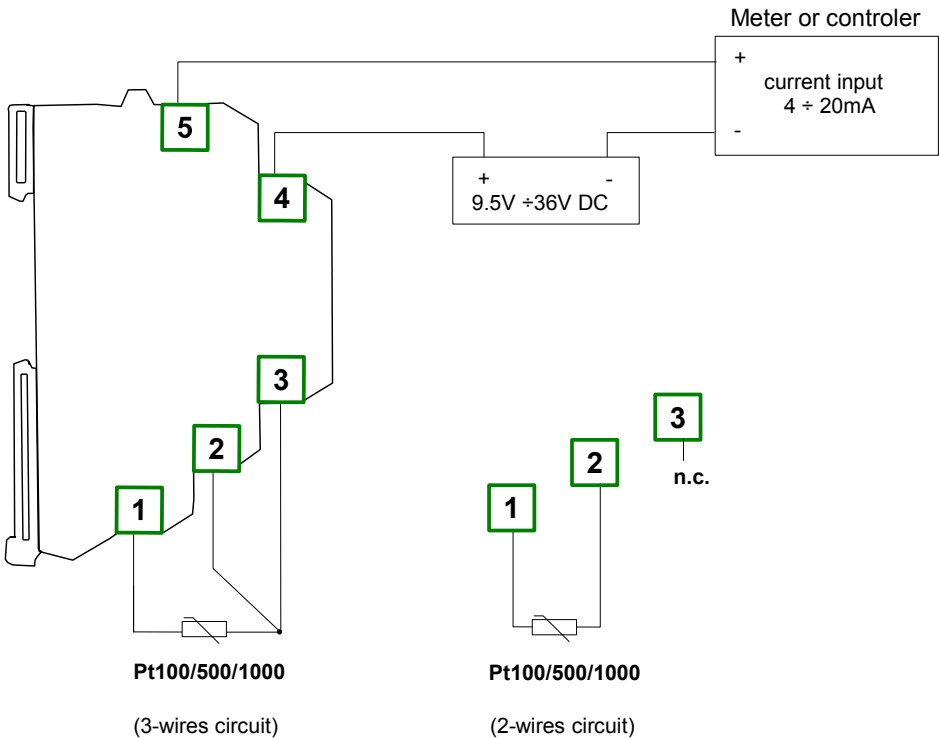 Meter or controler
+
current input
4 ÷ 20mA
-
5
4
+ -
9.5V ÷36V DC
3
2
1
3
n.c.
2
1
Pt100/500/1000
(3-wires circuit)
Pt100/500/1000
(2-wires circuit)